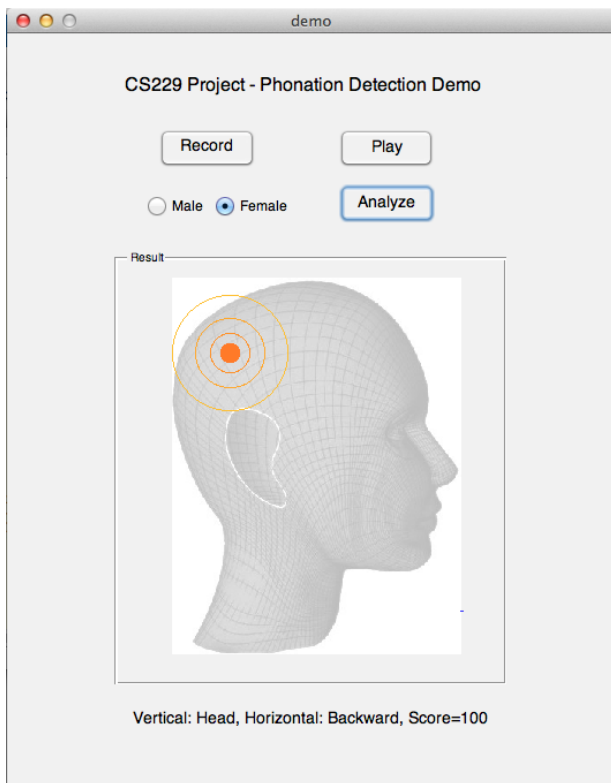 demo
CS229 Project - Phonation Detection Demo
Record
Play
Male
Female
Analyze
Result
Vertical: Head, Horizontal: Backward, Score=100